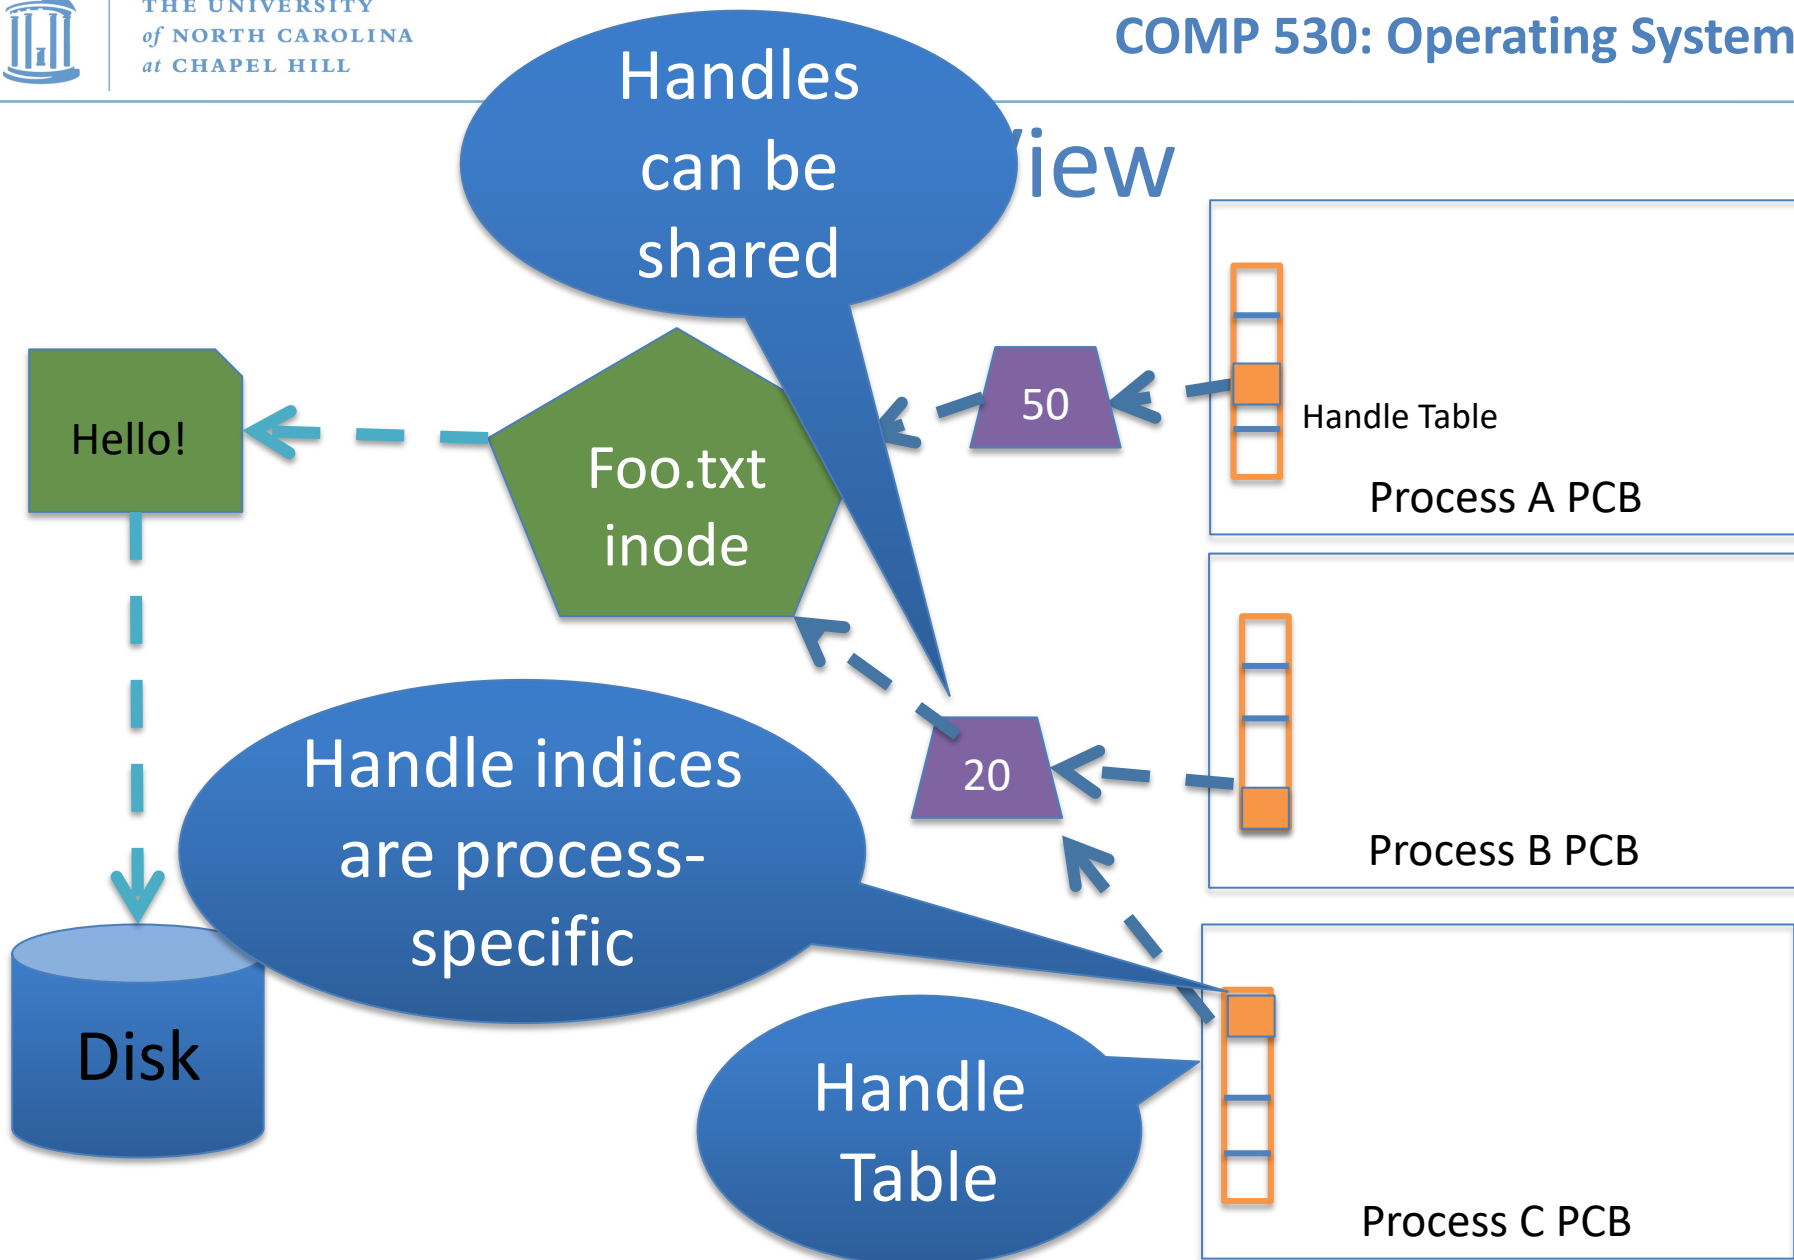 THE UNIVERSITY
of NORTH CAROLINA
at CHAPEL HILL
COMP 530: Operating System
Handles
can be
shared
iew
Hello!
Foo.txt
inode
50
Handle Table
Process A PCB
20
Process B PCB
Handle indices
are process-
specific
Disk
Handle
Table
Process C PCB